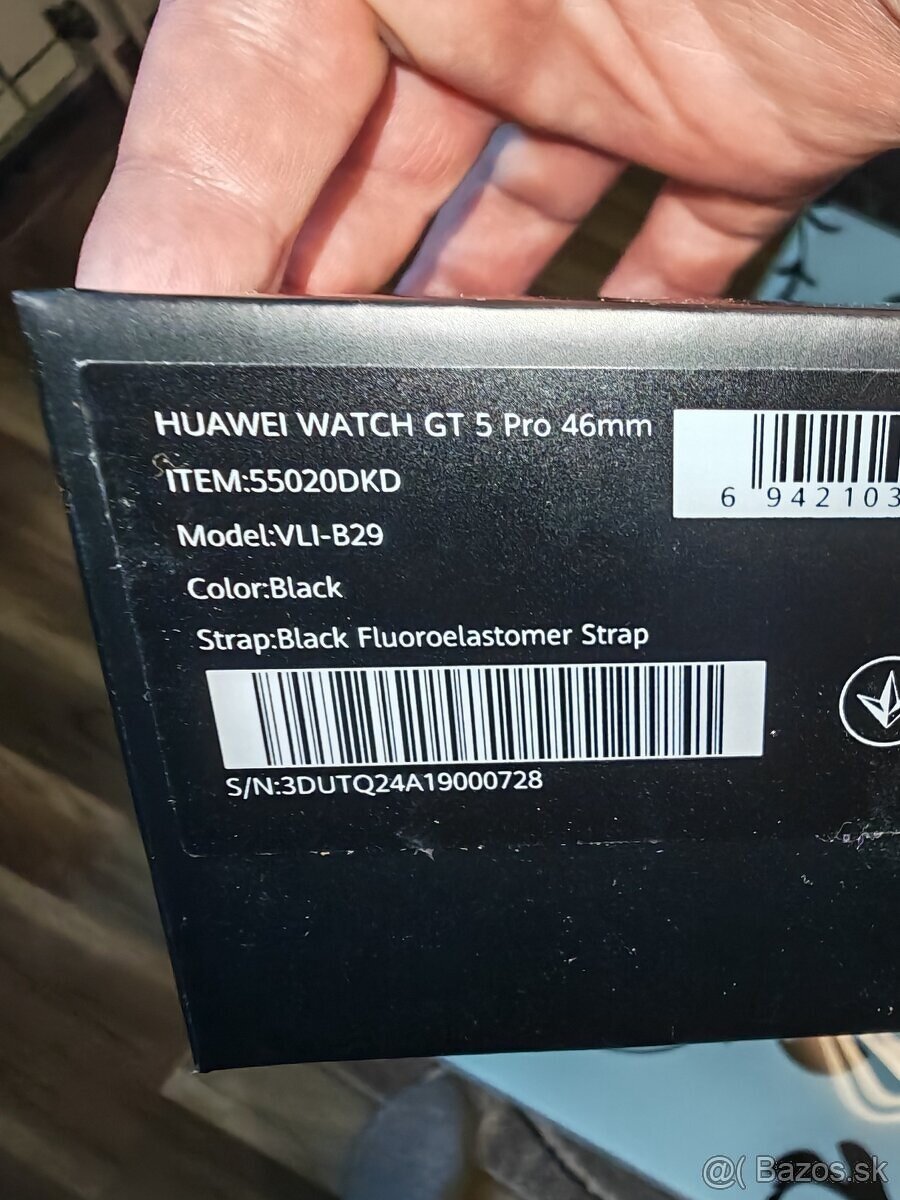 HUAWEI WATCH GT 5 Pro 46mm
ITEM:55020DKD
Model:VLI-B29
Color:Black
Strap:Black Fluoroelastomer Strap
6 942103
S/N:3DUTQ24A19000728
@( Bazos.sk